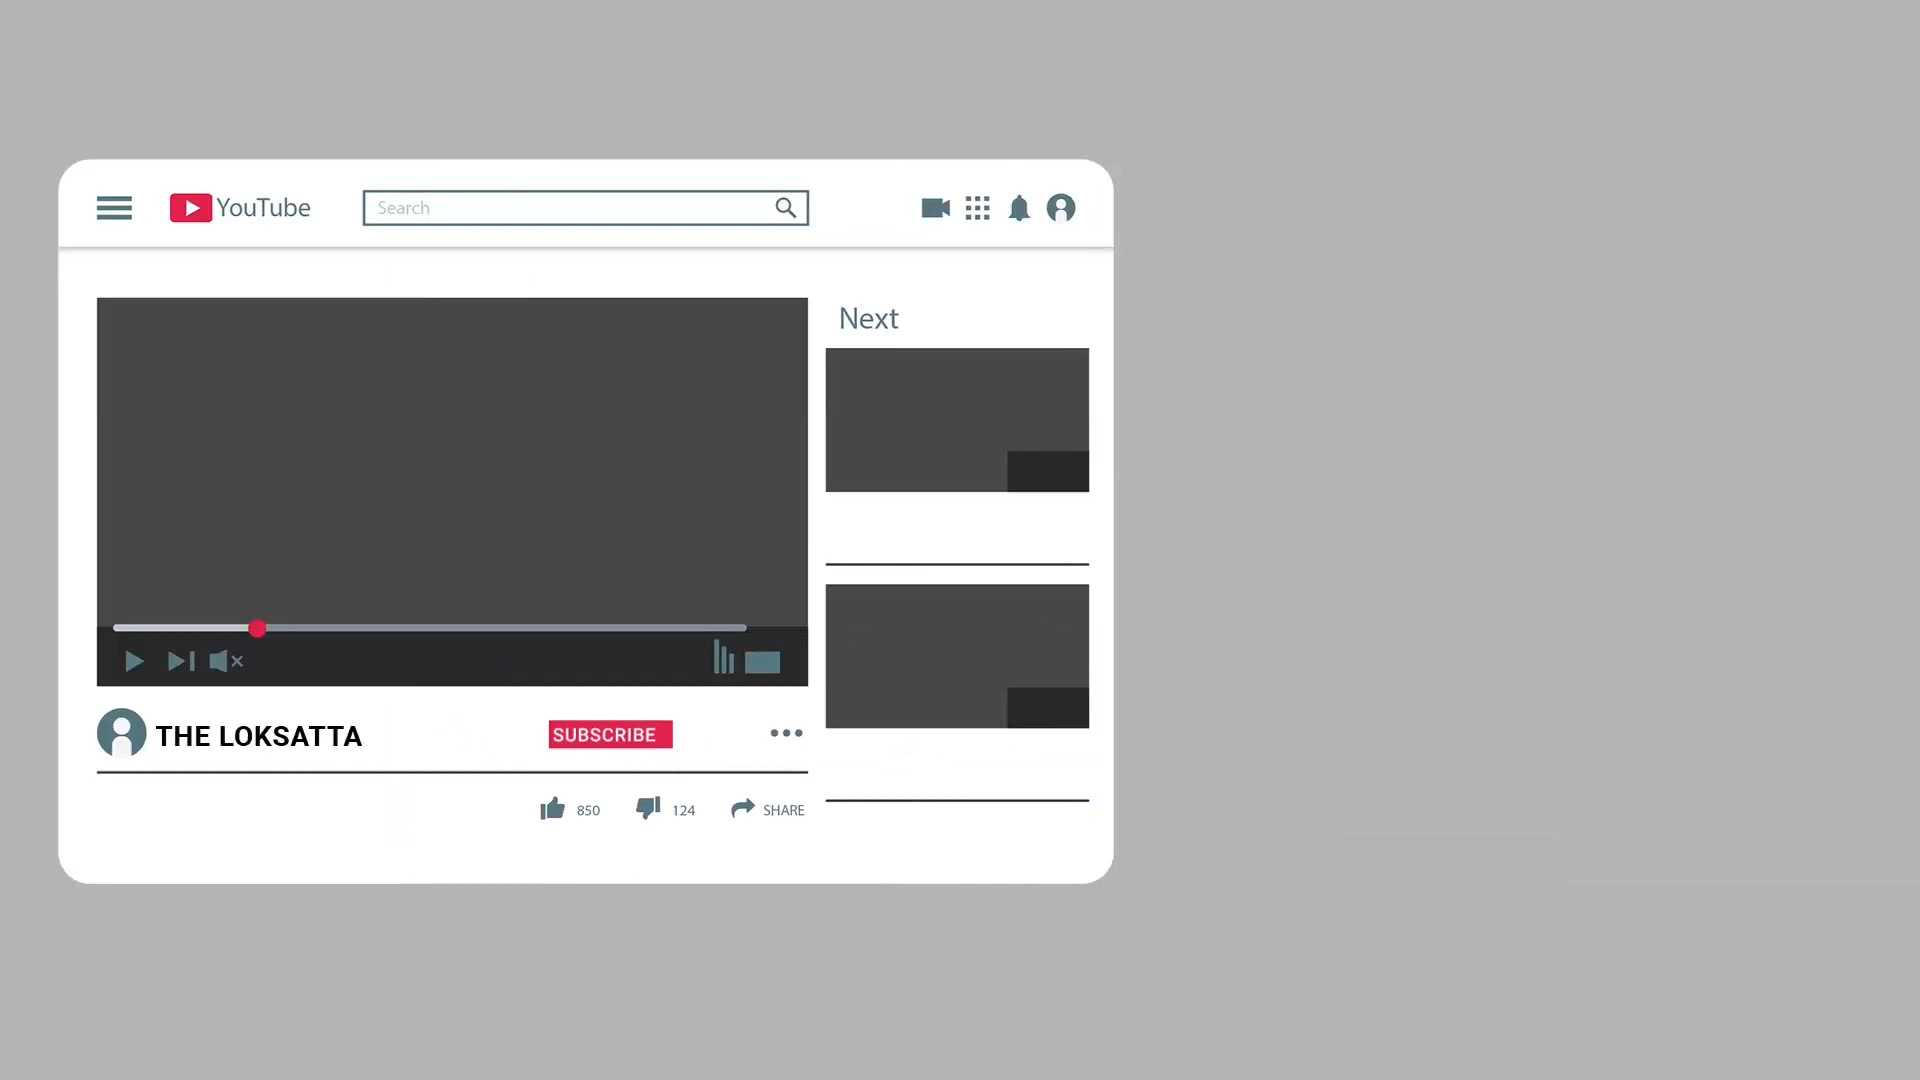 YouTube
Search
Next
THE LOKSATTA
SUBSCRIBE
850
124
SHARE